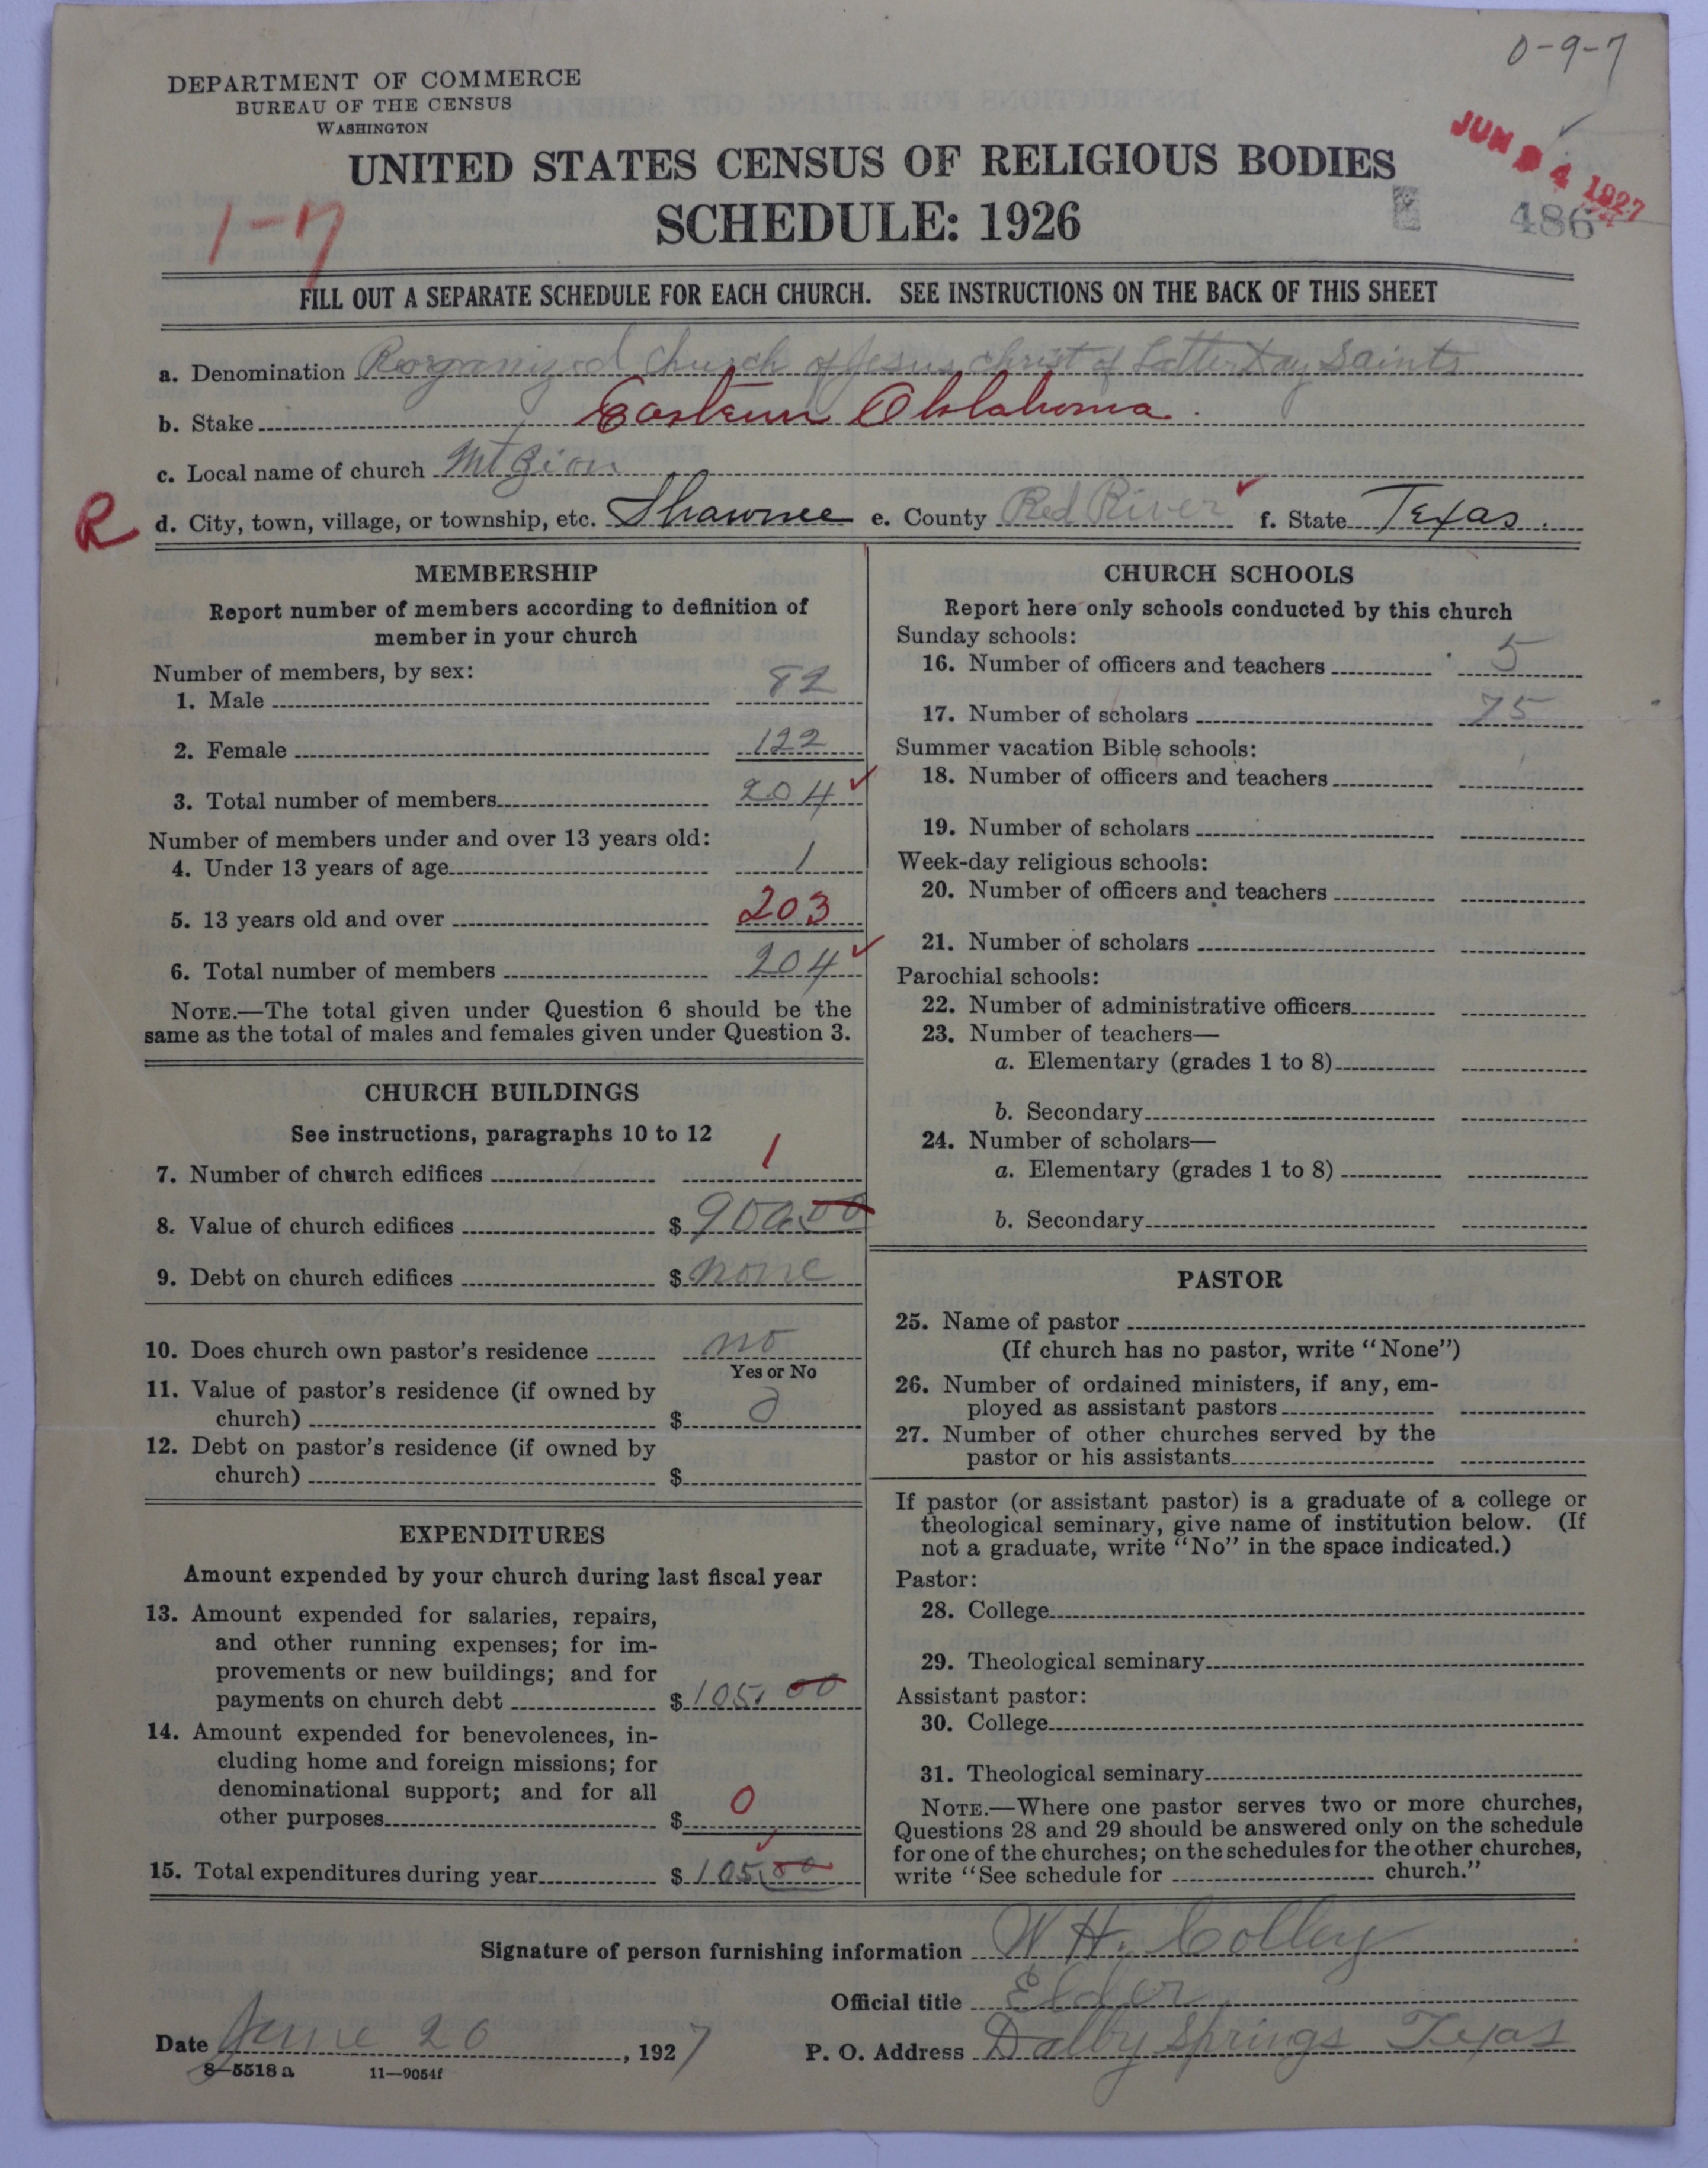 0-9-7
DEPARTMENT OF COMMERCE
BUREAU OF THE CENSUS
WASHINGTON
UNITED STATES CENSUS OF RELIGIOUS BODIES
SCHEDULE: 1926
JUN 4 1927
486
1-7
FILL OUT A SEPARATE SCHEDULE FOR EACH CHURCH. SEE INSTRUCTIONS ON THE BACK OF THIS SHEET
a. Denomination Reorganized Church of Jesus Christ of Latter Day Saints
b. Stake Eastern Oklahoma.
c. Local name of church Mt Zion
R d. City, town, village, or township, etc. Shawnee e. County Red River f. State Texas.
MEMBERSHIP
Report number of members according to definition of
member in your church
Number of members, by sex:
1. Male 82
2. Female 122
3. Total number of members 204
Number of members under and over 13 years old:
4. Under 13 years of age 1
5. 13 years old and over 203
6. Total number of members 204
NOTE.—The total given under Question 6 should be the
same as the total of males and females given under Question 3.
CHURCH BUILDINGS
See instructions, paragraphs 10 to 12
7. Number of church edifices 1
8. Value of church edifices $ 900.00
9. Debt on church edifices $ none
10. Does church own pastor's residence no
Yes or No
11. Value of pastor's residence (if owned by
church) $
12. Debt on pastor's residence (if owned by
church) $
EXPENDITURES
Amount expended by your church during last fiscal year
13. Amount expended for salaries, repairs,
and other running expenses; for im-
provements or new buildings; and for
payments on church debt $ 105.00
14. Amount expended for benevolences, in-
cluding home and foreign missions; for
denominational support; and for all
other purposes $ 0
15. Total expenditures during year $ 105.00
CHURCH SCHOOLS
Report here only schools conducted by this church
Sunday schools:
16. Number of officers and teachers 5
17. Number of scholars 75
Summer vacation Bible schools:
18. Number of officers and teachers
19. Number of scholars
Week-day religious schools:
20. Number of officers and teachers
21. Number of scholars
Parochial schools:
22. Number of administrative officers
23. Number of teachers—
a. Elementary (grades 1 to 8)
b. Secondary
24. Number of scholars—
a. Elementary (grades 1 to 8)
b. Secondary
PASTOR
25. Name of pastor
(If church has no pastor, write "None")
26. Number of ordained ministers, if any, em-
ployed as assistant pastors
27. Number of other churches served by the
pastor or his assistants
If pastor (or assistant pastor) is a graduate of a college or
theological seminary, give name of institution below. (If
not a graduate, write "No" in the space indicated.)
Pastor:
28. College
29. Theological seminary
Assistant pastor:
30. College
31. Theological seminary
NOTE.—Where one pastor serves two or more churches,
Questions 28 and 29 should be answered only on the schedule
for one of the churches; on the schedules for the other churches,
write "See schedule for church."
Signature of person furnishing information W. H. Colley
Official title Elder
Date June 20, 1927 P. O. Address Dalby Springs Texas
8—5518 a 11—9054f